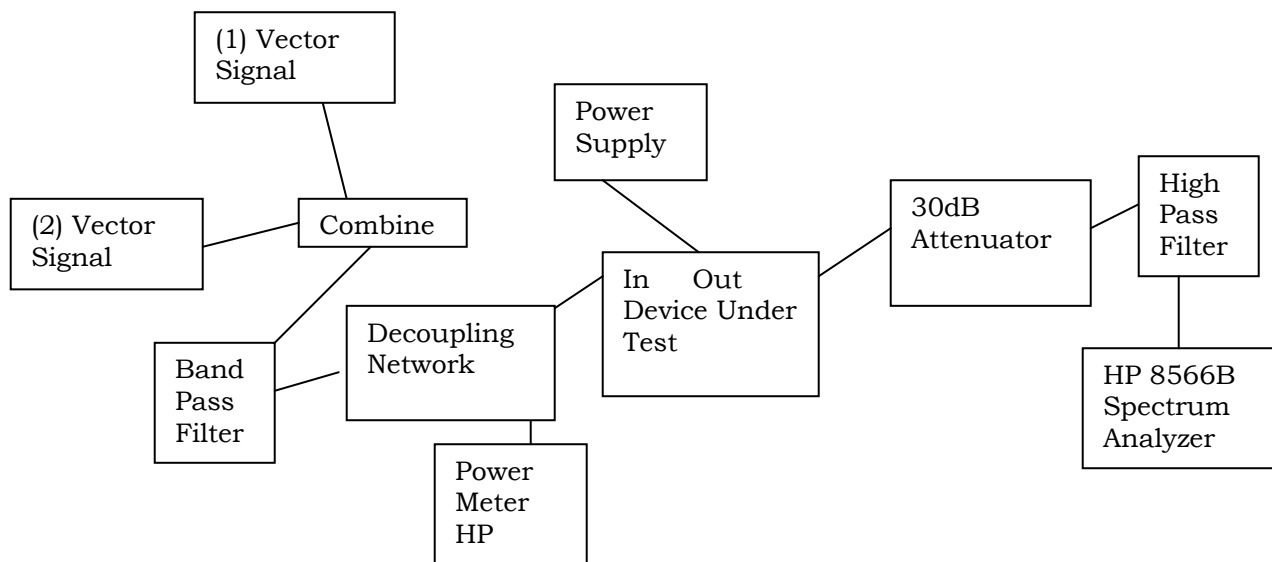 (1) Vector
Signal
(2) Vector
Signal
Combine
Power
Supply
30dB
Attenuator
High
Pass
Filter
In Out
Device Under
Test
Decoupling
Network
Band
Pass
Filter
HP 8566B
Spectrum
Analyzer
Power
Meter
HP